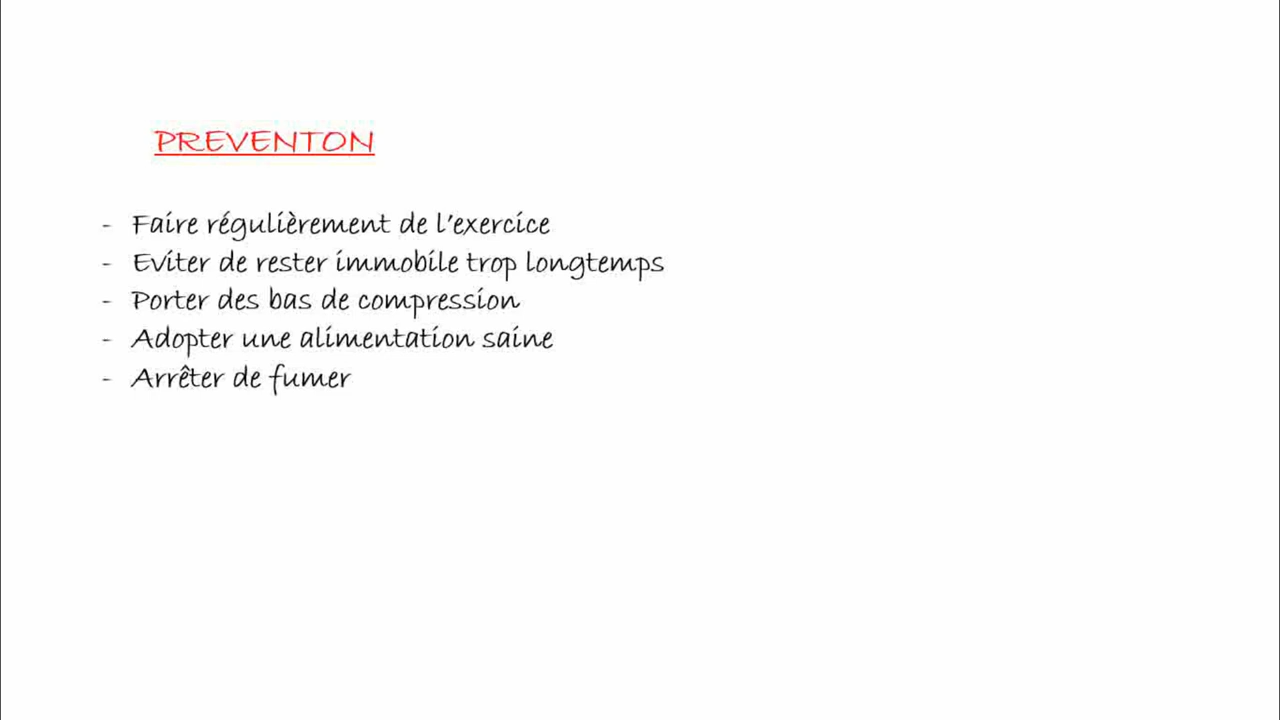 PREVENTON
- Faire régulièrement de l'exercice
- Eviter de rester immobile trop longtemps
- Porter des bas de compression
- Adopter une alimentation saine
- Arrêter de fumer